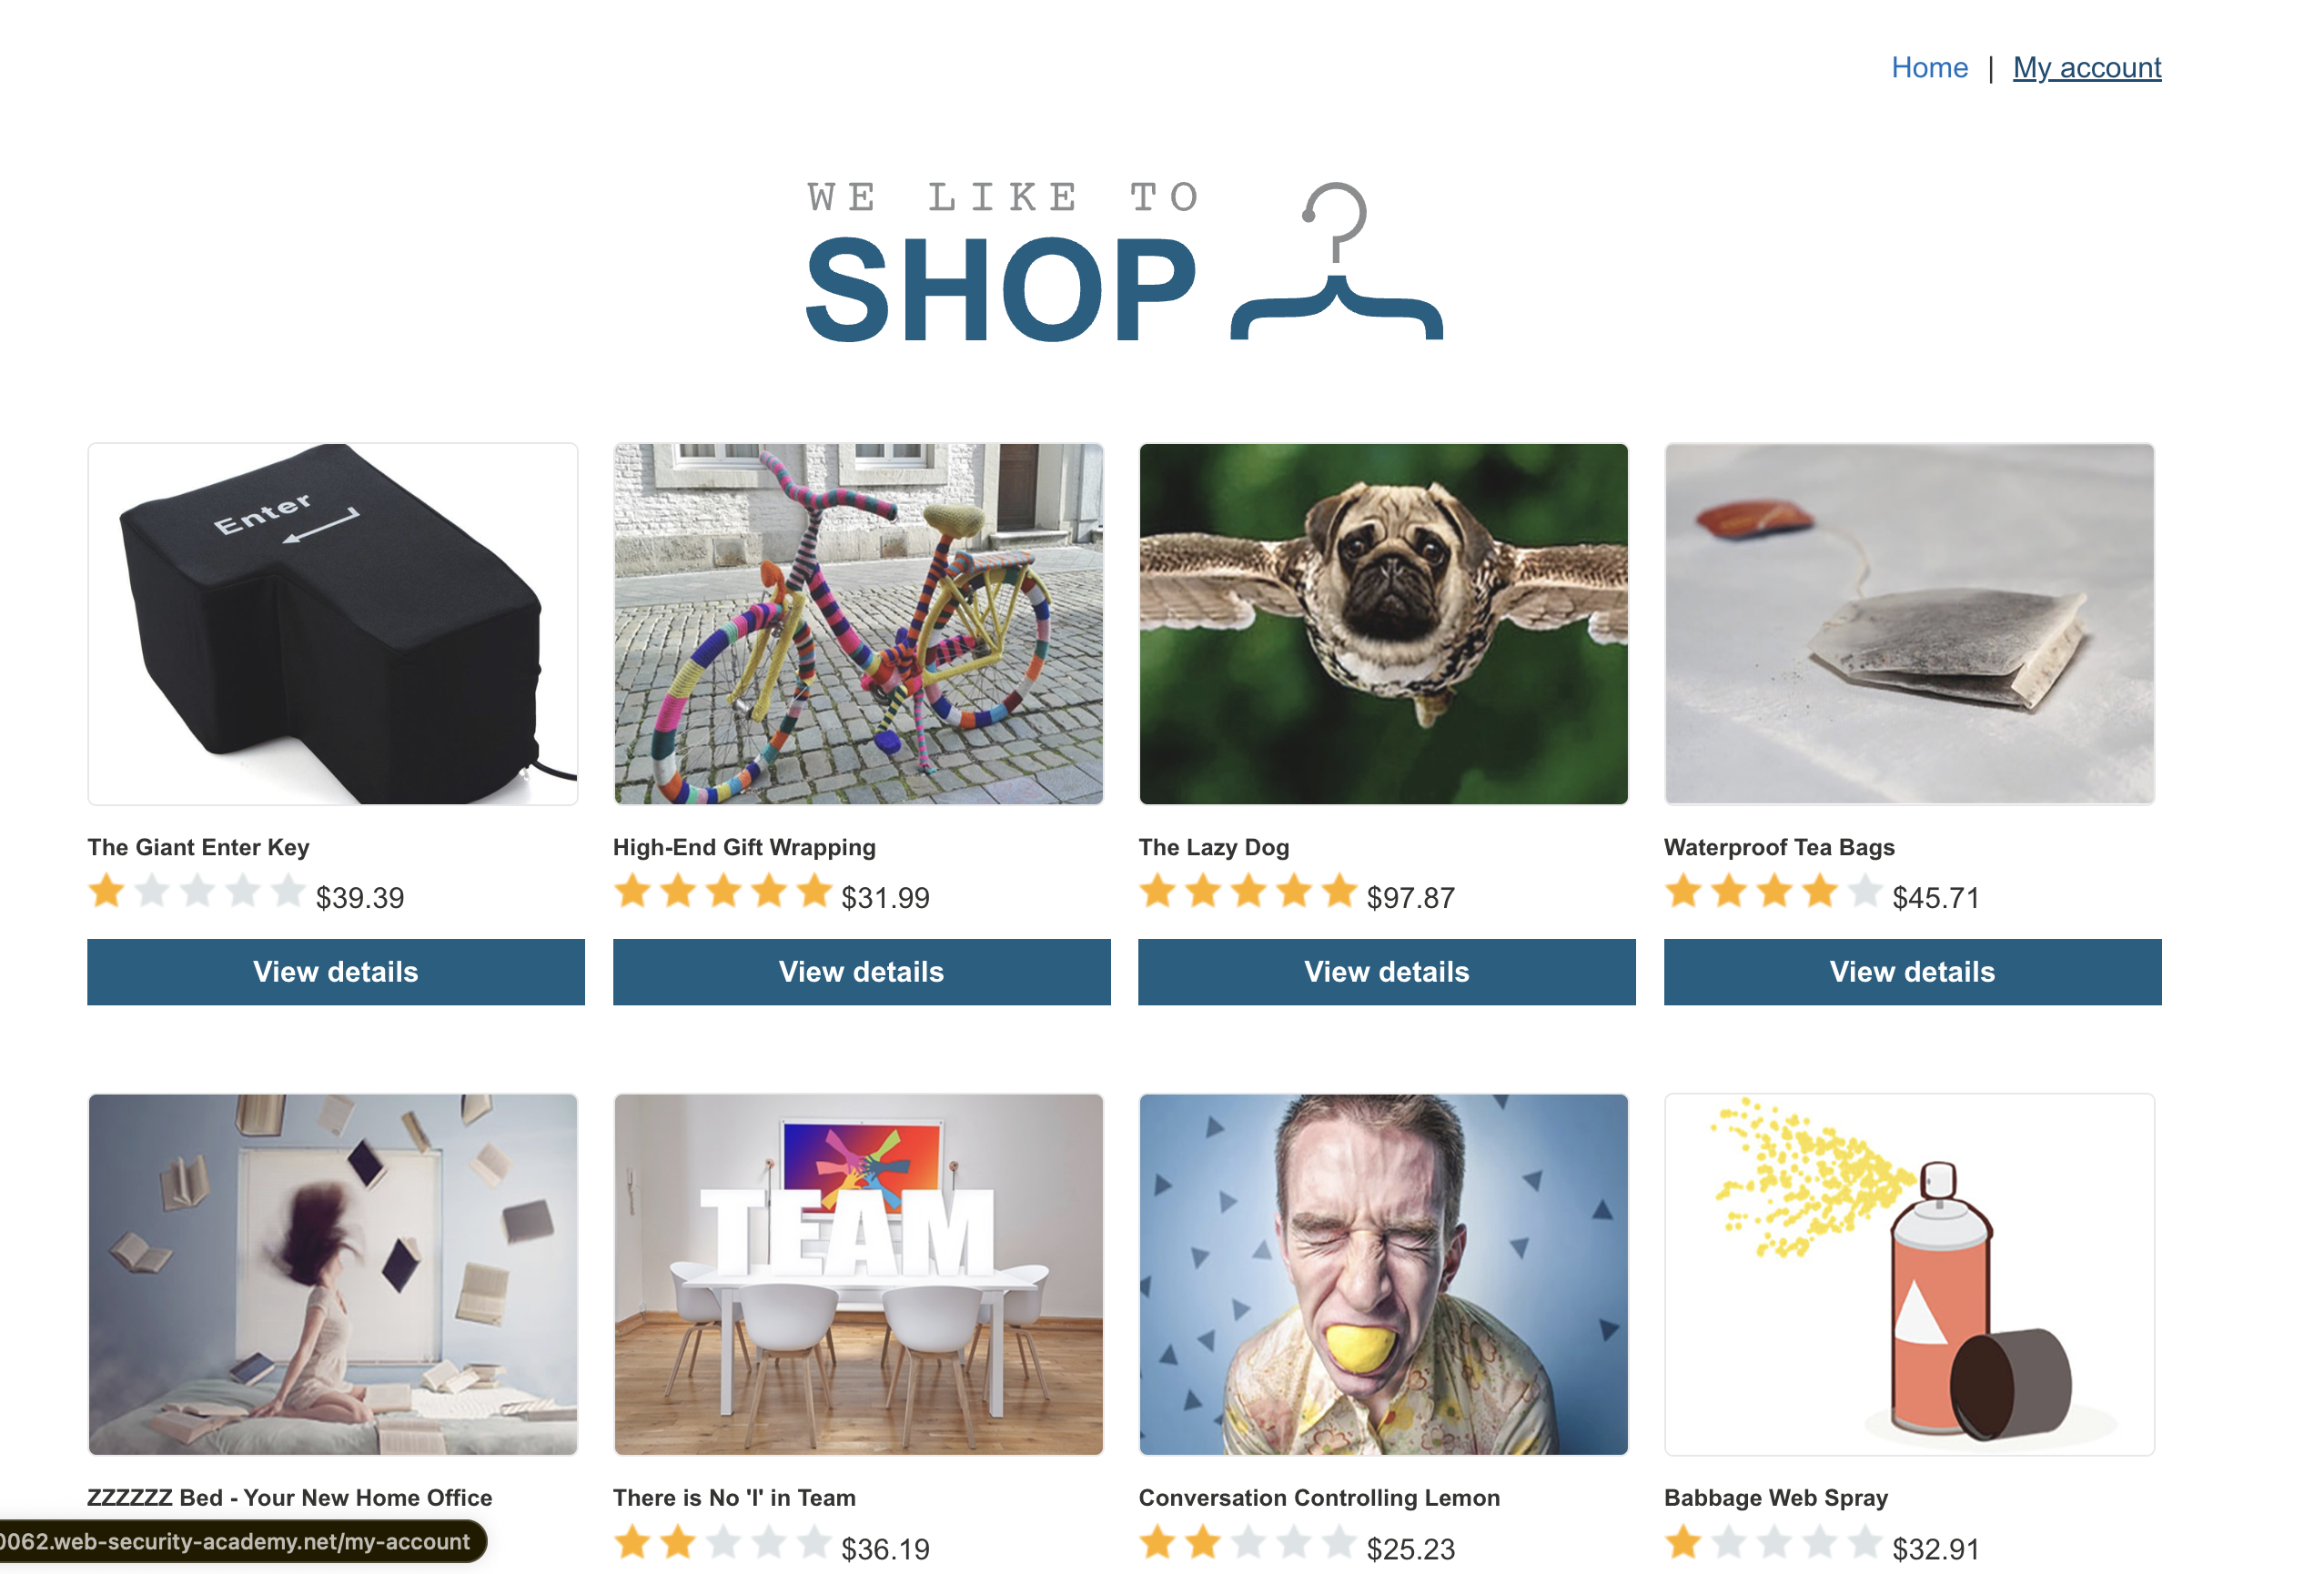 Home | My account
WE LIKE TO
SHOP
Enter
The Giant Enter Key
$39.39
View details
High-End Gift Wrapping
$31.99
View details
The Lazy Dog
$97.87
View details
Waterproof Tea Bags
$45.71
View details
TEAM
ZZZZZZ Bed - Your New Home Office
There is No 'I' in Team
$36.19
Conversation Controlling Lemon
$25.23
Babbage Web Spray
$32.91
0062.web-security-academy.net/my-account